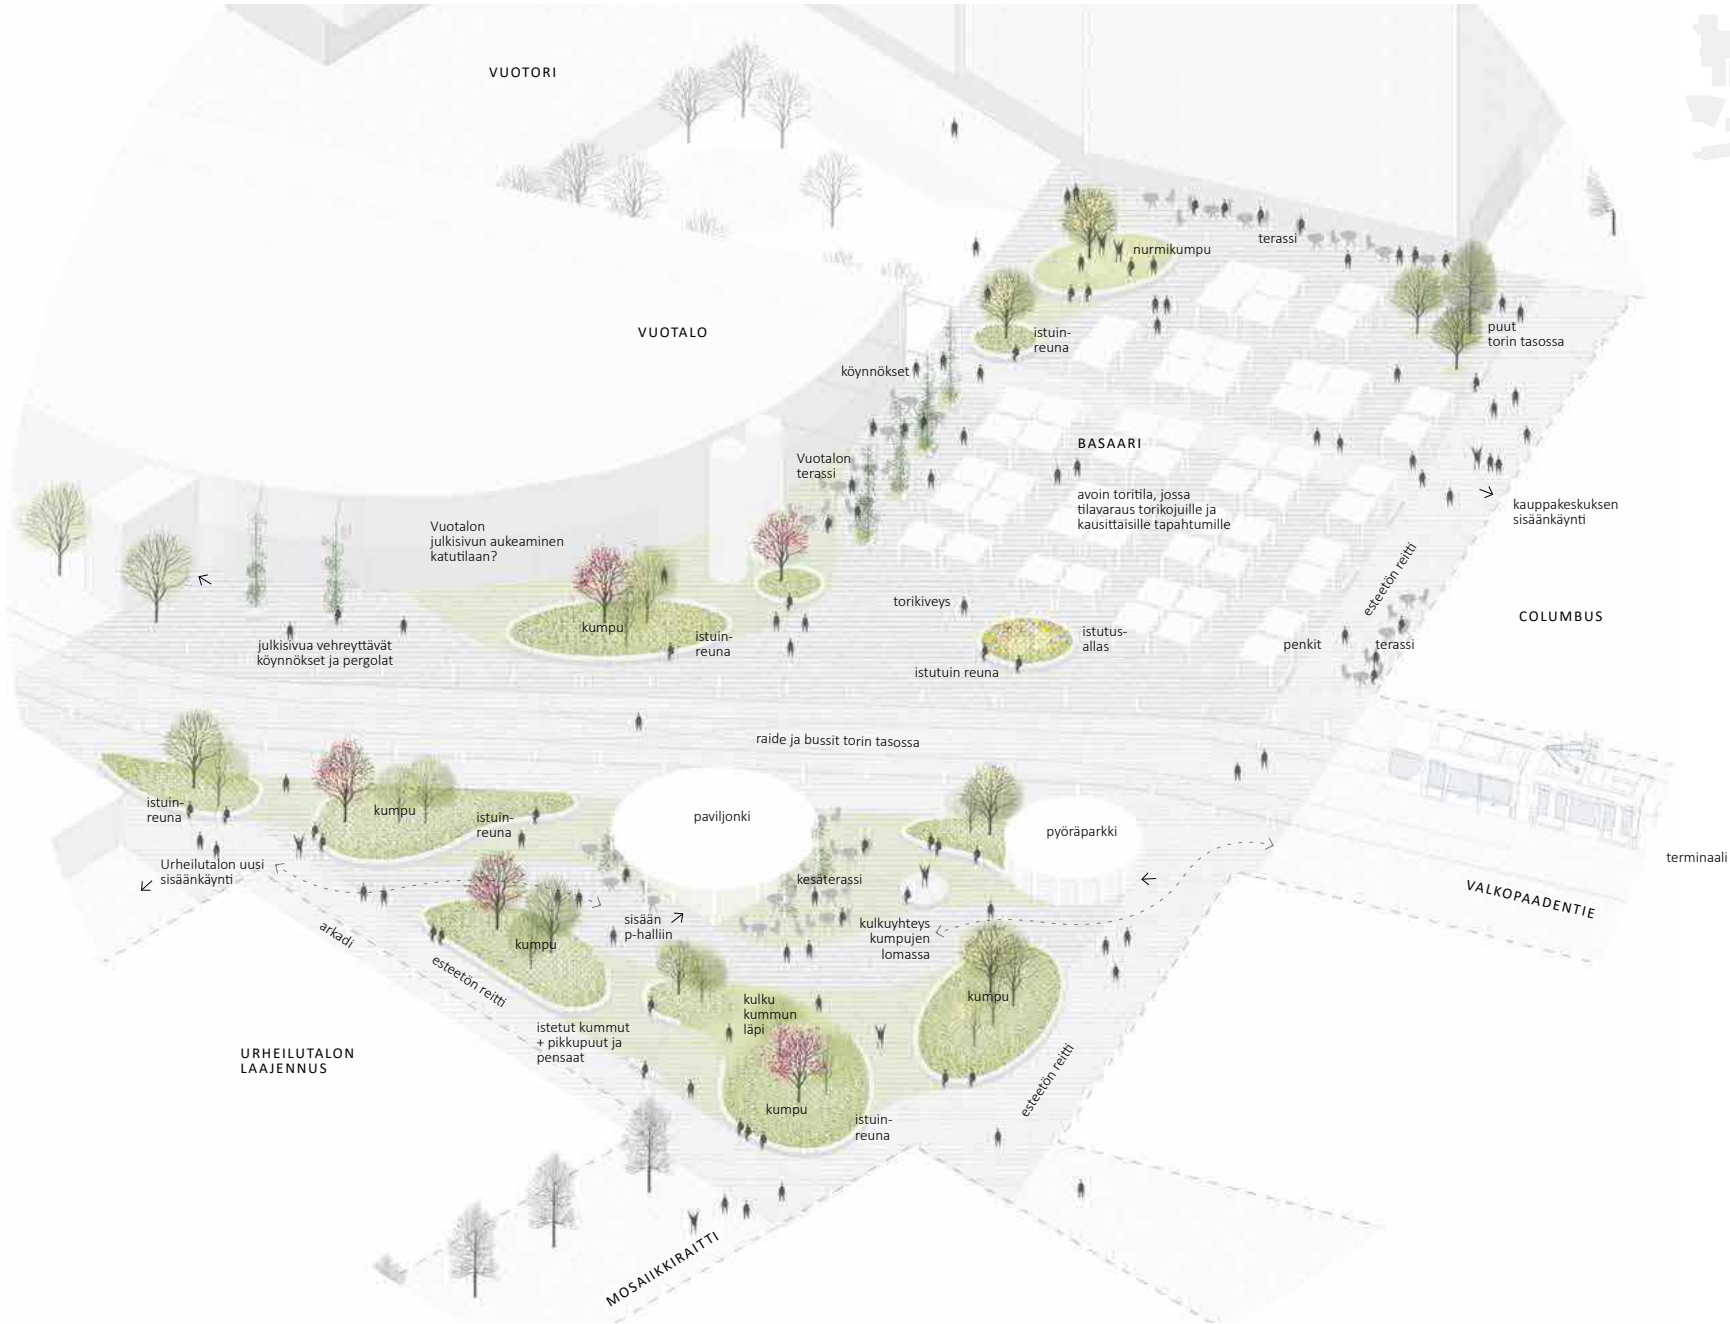 VUOTORI
nurmikumpu
terassi
istuin-
reuna
puut
torin tasossa
VUOTALO
köynnökset
BASAARI
Vuotalon
terassi
avoin toritila, jossa
tilavaraus torikojuille ja
kausittaisille tapahtumille
kauppakeskuksen
sisäänkäynti
Vuotalon
julkisivun aukeaminen
katutilaan?
esteetön reitti
torikiveys
COLUMBUS
kumpu
istuin-
reuna
istutus-
allas
penkit
terassi
julkisivua vehreyttävät
köynnökset ja pergolat
istutuin reuna
raide ja bussit torin tasossa
istuin-
reuna
kumpu
istuin-
reuna
paviljonki
pyöräparkki
terminaali
Urheilutalon uusi
sisäänkäynti
kesäterassi
VALKOPAADENTIE
sisään
p-halliin
kulkuyhteys
kumpujen
lomassa
arkadi
kumpu
esteetön reitti
kumpu
kulku
kummun
läpi
istetut kummut
+ pikkupuut ja
pensaat
URHEILUTALON
LAAJENNUS
esteetön reitti
kumpu
istuin-
reuna
MOSAIIKKIRAITTI